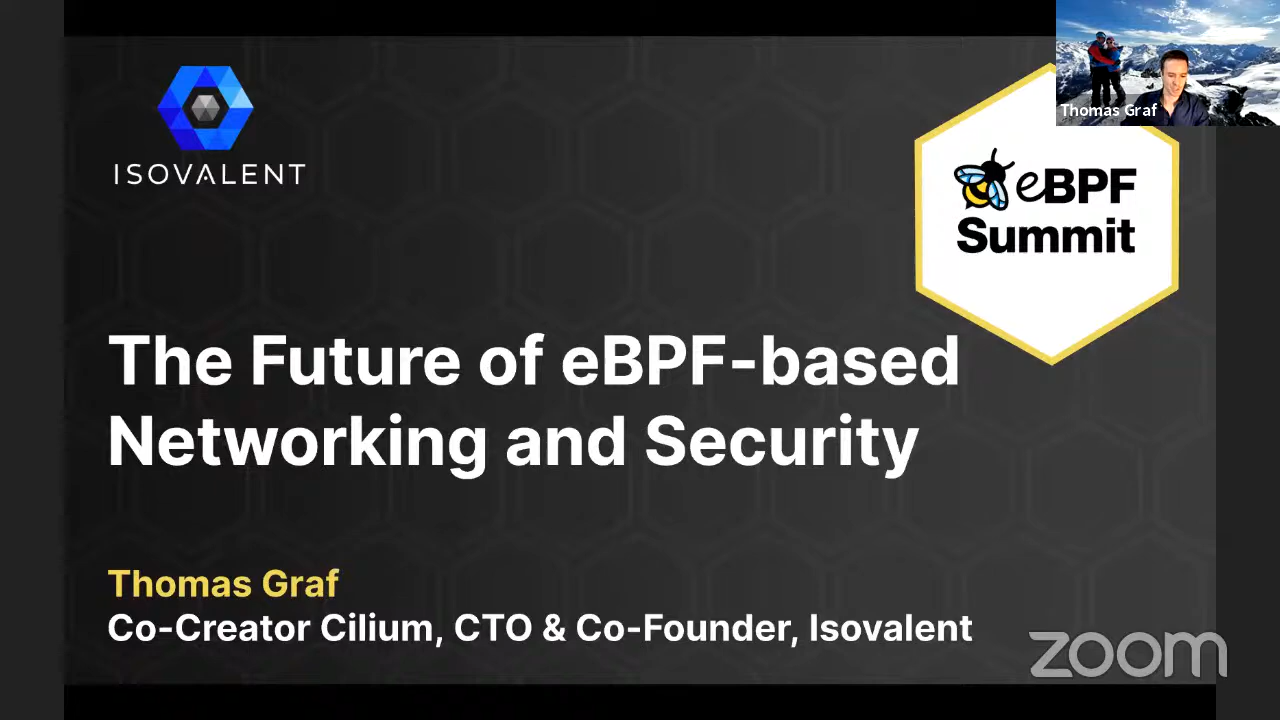 ISOVALENT
Thomas Graf
eBPF
Summit
The Future of eBPF-based
Networking and Security
Thomas Graf
Co-Creator Cilium, CTO & Co-Founder, Isovalent
zoom